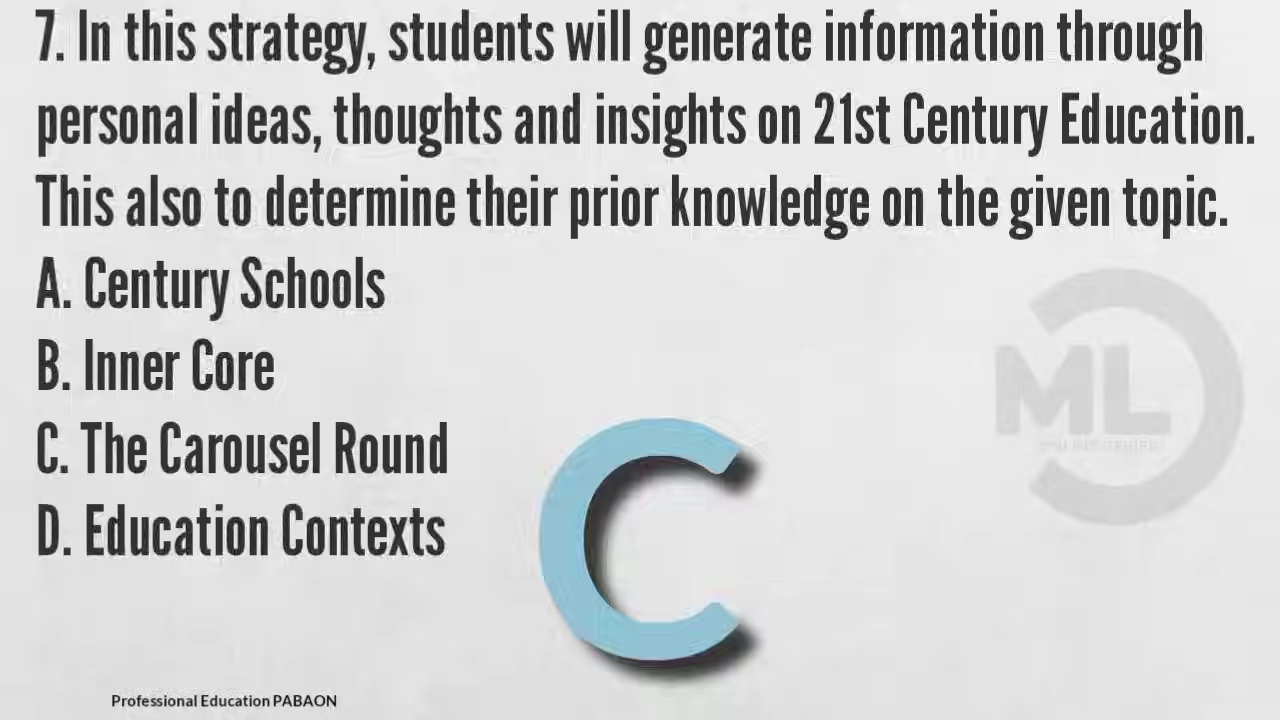 7. In this strategy, students will generate information through
personal ideas, thoughts and insights on 21st Century Education.
This also to determine their prior knowledge on the given topic.
A. Century Schools
B. Inner Core
C. The Carousel Round
D. Education Contexts
C
ML
Professional Education PABAON